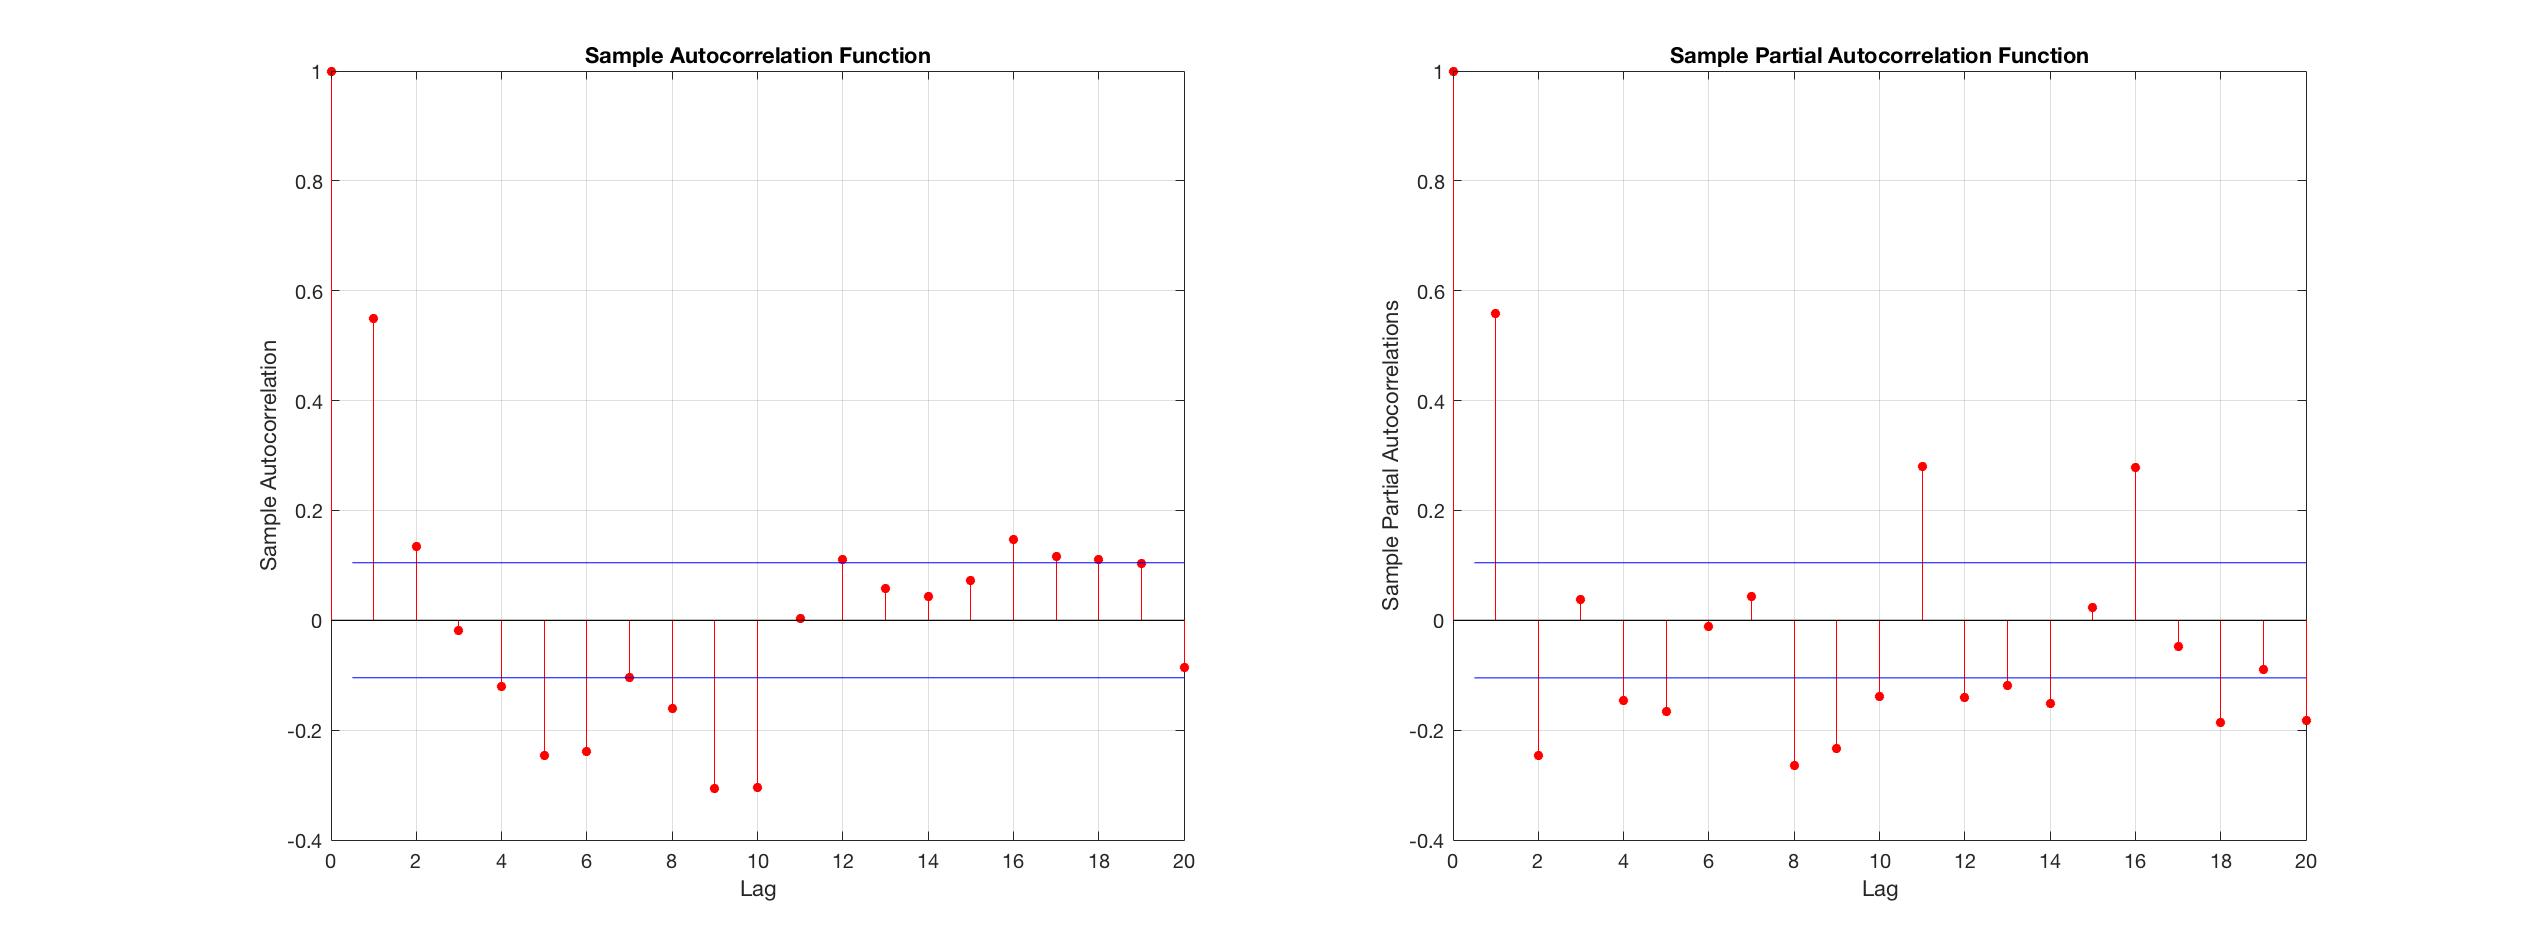 Sample Autocorrelation Function
Sample Autocorrelation
1
0.8
0.6
0.4
0.2
0
-0.2
-0.4
0 2 4 6 8 10 12 14 16 18 20
Lag
Sample Partial Autocorrelation Function
Sample Partial Autocorrelations
1
0.8
0.6
0.4
0.2
0
-0.2
-0.4
0 2 4 6 8 10 12 14 16 18 20
Lag